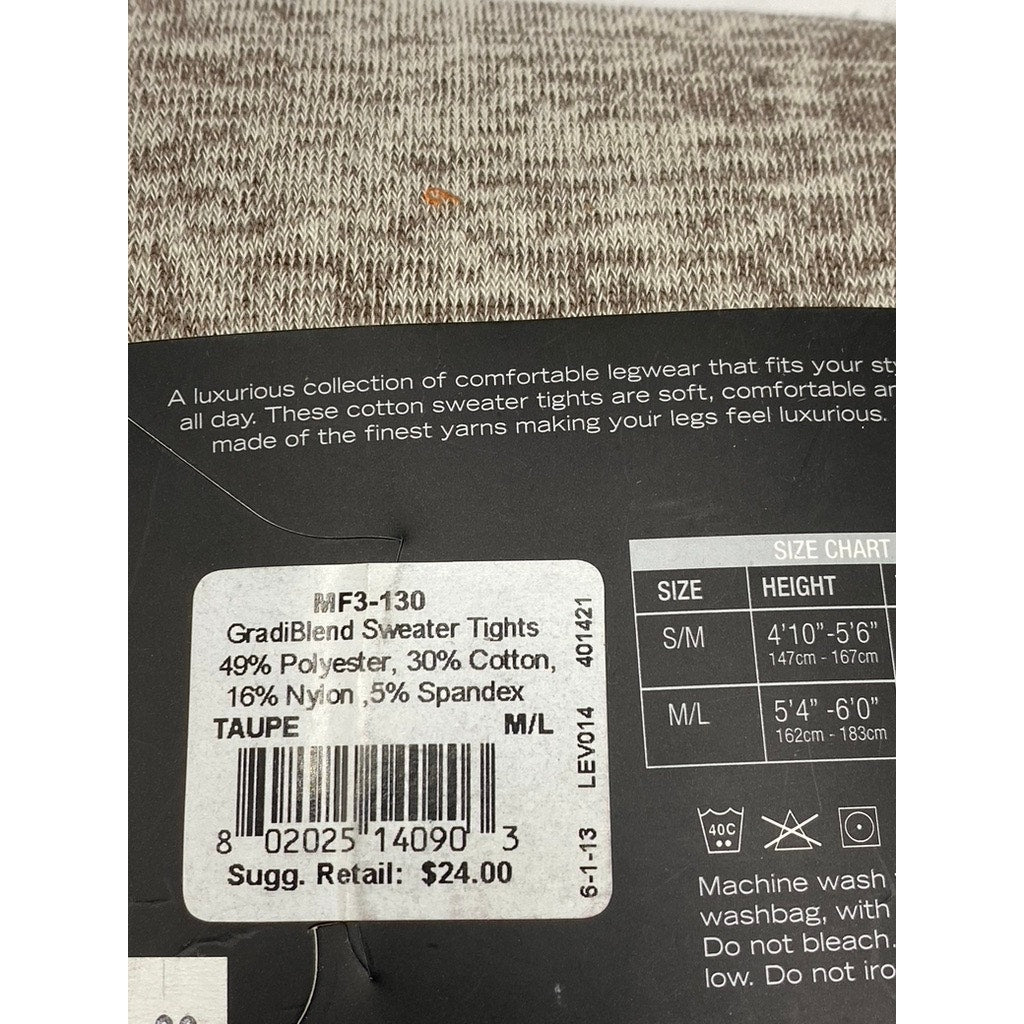 A luxurious collection of comfortable legwear that fits your
all day. These cotton sweater tights are soft, comfortable
made of the finest yarns making your legs feel luxurious.
MF3-130
GradiBlend Sweater Tights
49% Polyester, 30% Cotton,
16% Nylon ,5% Spandex
TAUPE M/L
8 02025 14090 3
Sugg. Retail: $24.00
6-1-13 LEV014 401421
SIZE CHART
SIZE HEIGHT
S/M 4'10"-5'6"
147cm - 167cm
M/L 5'4" -6'0"
162cm - 183cm
40C
Machine wash
washbag, with
Do not bleach.
low. Do not